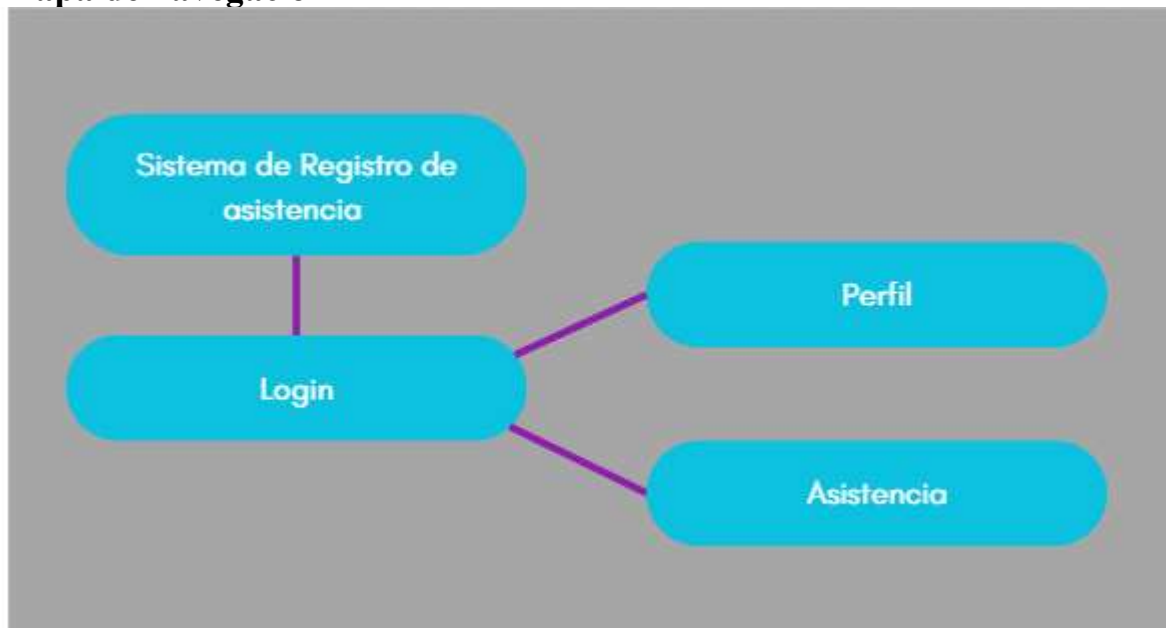 Sistema de Registro de
asistencia
Perfil
Login
Asistencia